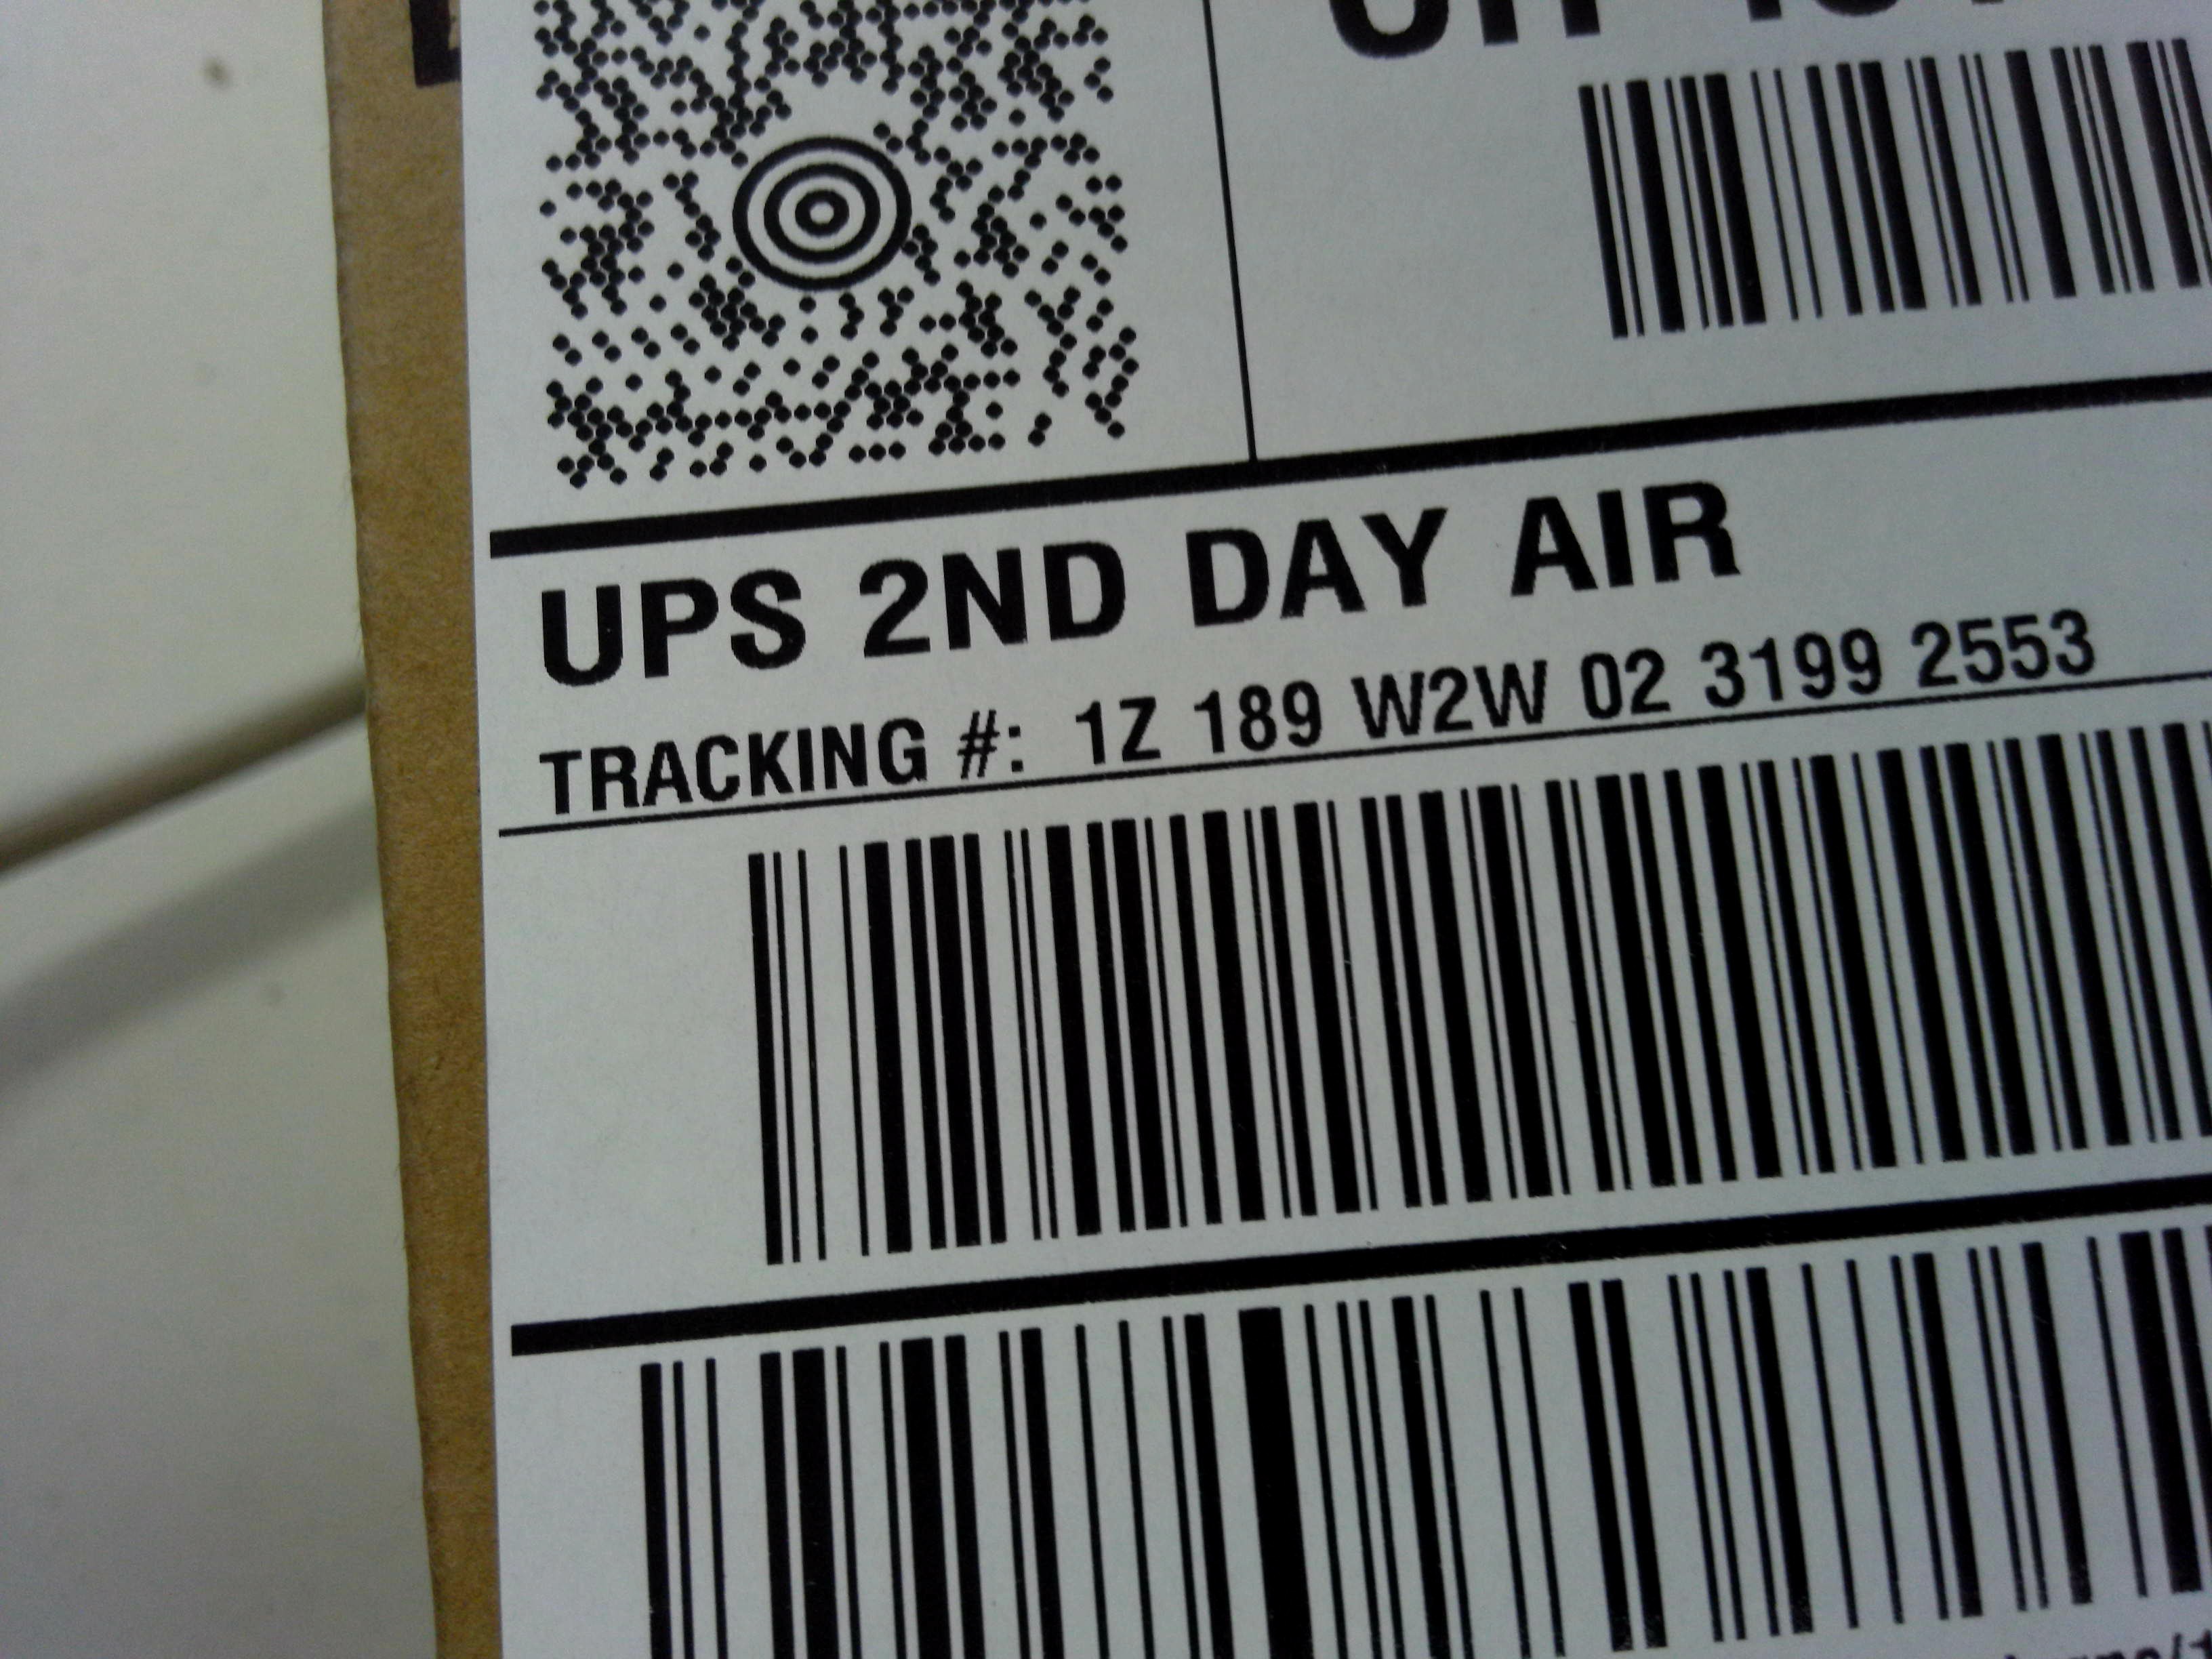 UPS 2ND DAY AIR
TRACKING #: 1Z 189 W2W 02 3199 2553